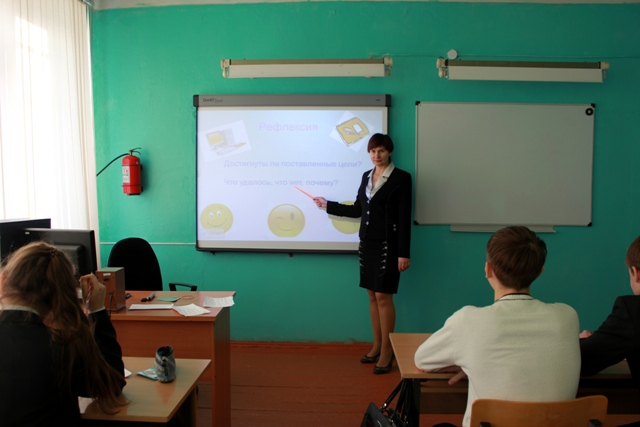 Рефлексия
Достигнуты ли поставленные цели?
Что удалось, что нет, почему?